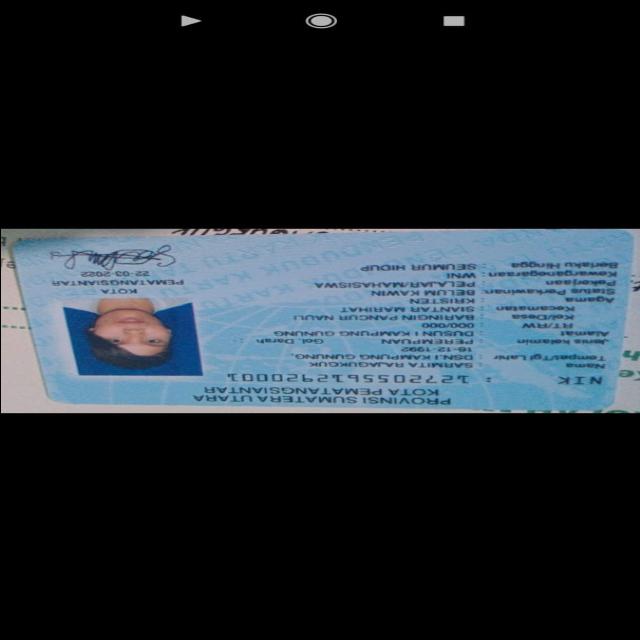 PROVINSI SUMATERA UTARA
KOTA PEMATANGSIANTAR
NIK : 1272055612920001
Nama : SARMITA RAJAGUKGUK
Tempat/Tgl Lahir : DSN I KAMPUNG GUNUNG
16-12-1992
Jenis Kelamin : PEREMPUAN Gol. Darah :
Alamat : DUSUN I KAMPUNG GUNUNG
RT/RW : 000/000
Kel/Desa : BARINGIN PANCUR NAULI
Kecamatan : SIANTAR MARIHAT
Agama : KRISTEN
Status Perkawinan : BELUM KAWIN
Pekerjaan : PELAJAR/MAHASISWA
Kewarganegaraan : WNI
Berlaku Hingga : SEUMUR HIDUP
KOTA
PEMATANGSIANTAR